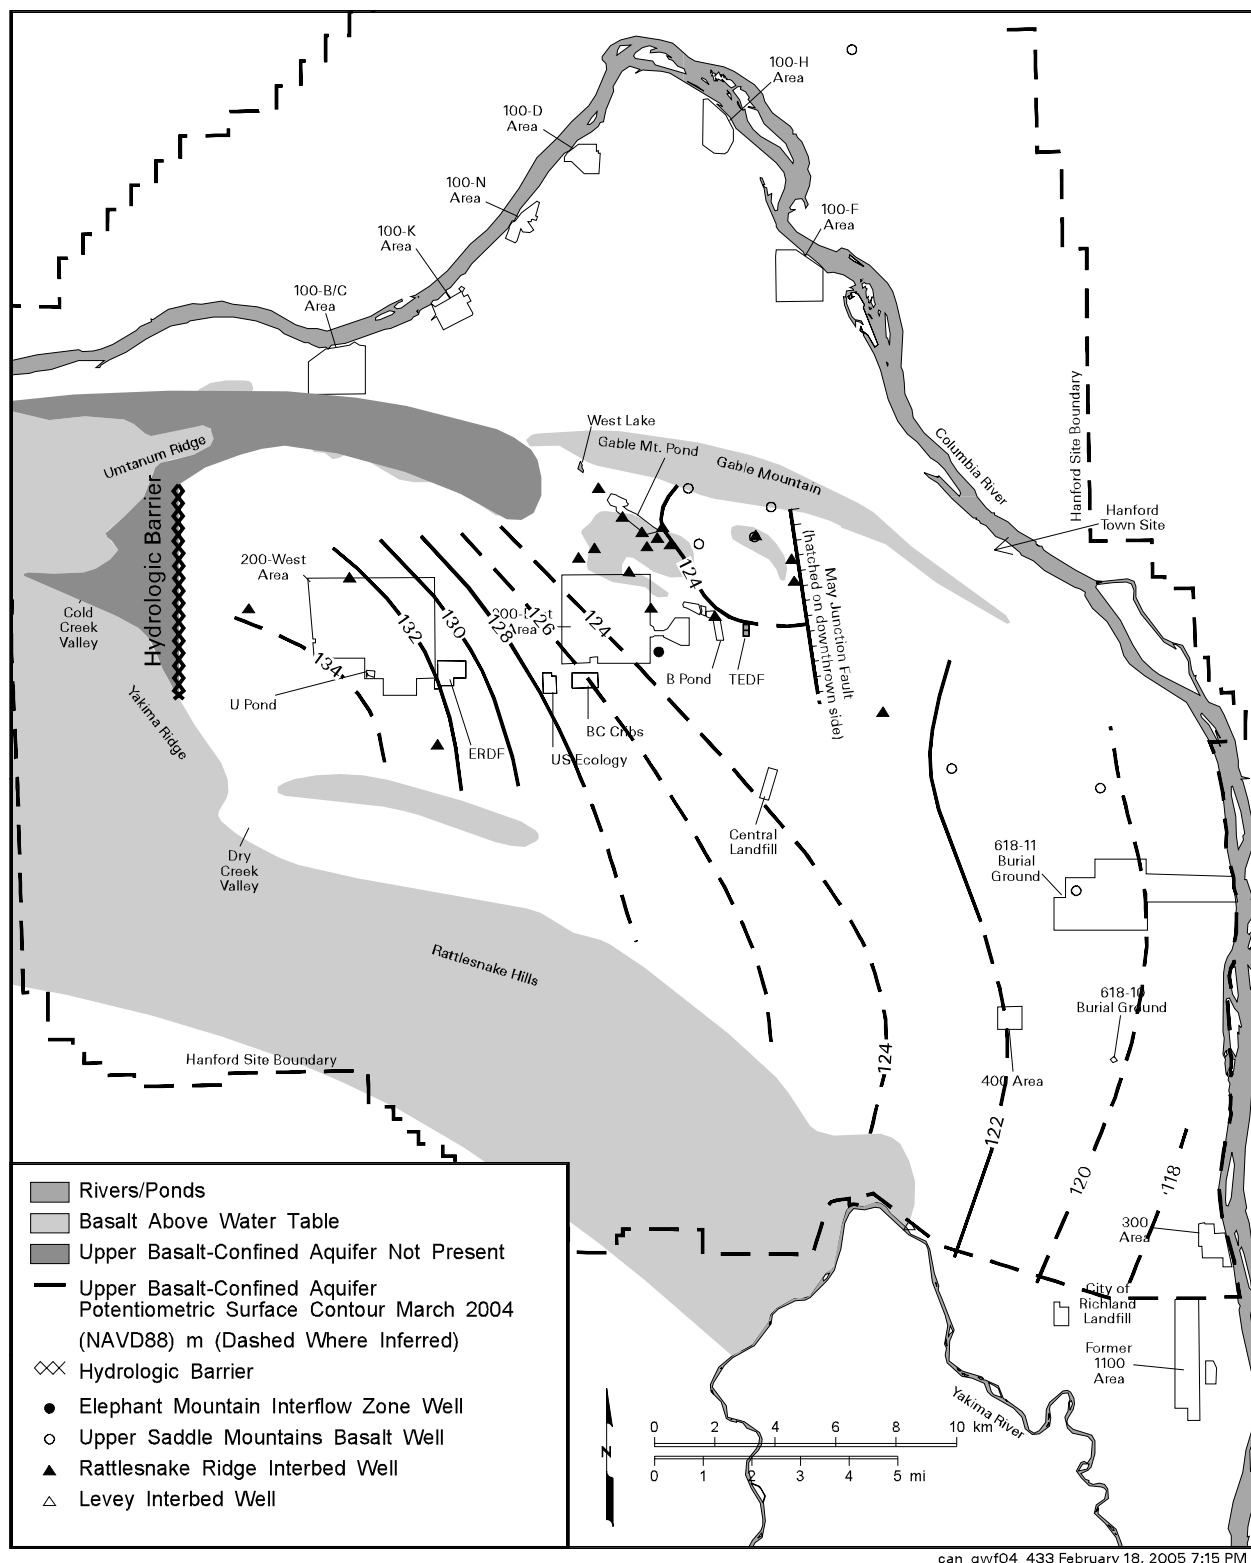 100-H
Area
100-D
Area
100-N
Area
100-F
Area
100-K
Area
100-B/C
Area
Hanford Site Boundary
West Lake
Gable Mt. Pond
Gable Mountain
Columbia River
Umtanum Ridge
Hydrologic Barrier
Hanford
Town Site
200-West
Area
Cold
Creek
Valley
May Junction Fault
(hatched on downthrown side)
124
132
130
128
126
124
200-East
Area
134
U Pond
B Pond
TEDF
Yakima Ridge
ERDF
BC Cribs
US Ecology
Central
Landfill
Dry
Creek
Valley
618-11
Burial
Ground
Rattlesnake Hills
618-10
Burial Ground
Hanford Site Boundary
124
400 Area
122
120
118
300
Area
City of
Richland
Landfill
Former
1100
Area
Yakima River
Rivers/Ponds
Basalt Above Water Table
Upper Basalt-Confined Aquifer Not Present
Upper Basalt-Confined Aquifer
Potentiometric Surface Contour March 2004
(NAVD88) m (Dashed Where Inferred)
Hydrologic Barrier
Elephant Mountain Interflow Zone Well
Upper Saddle Mountains Basalt Well
Rattlesnake Ridge Interbed Well
Levey Interbed Well
N
0 2 4 6 8 10 km
0 1 2 3 4 5 mi
can_gwf04_433 February 18, 2005 7:15 PM